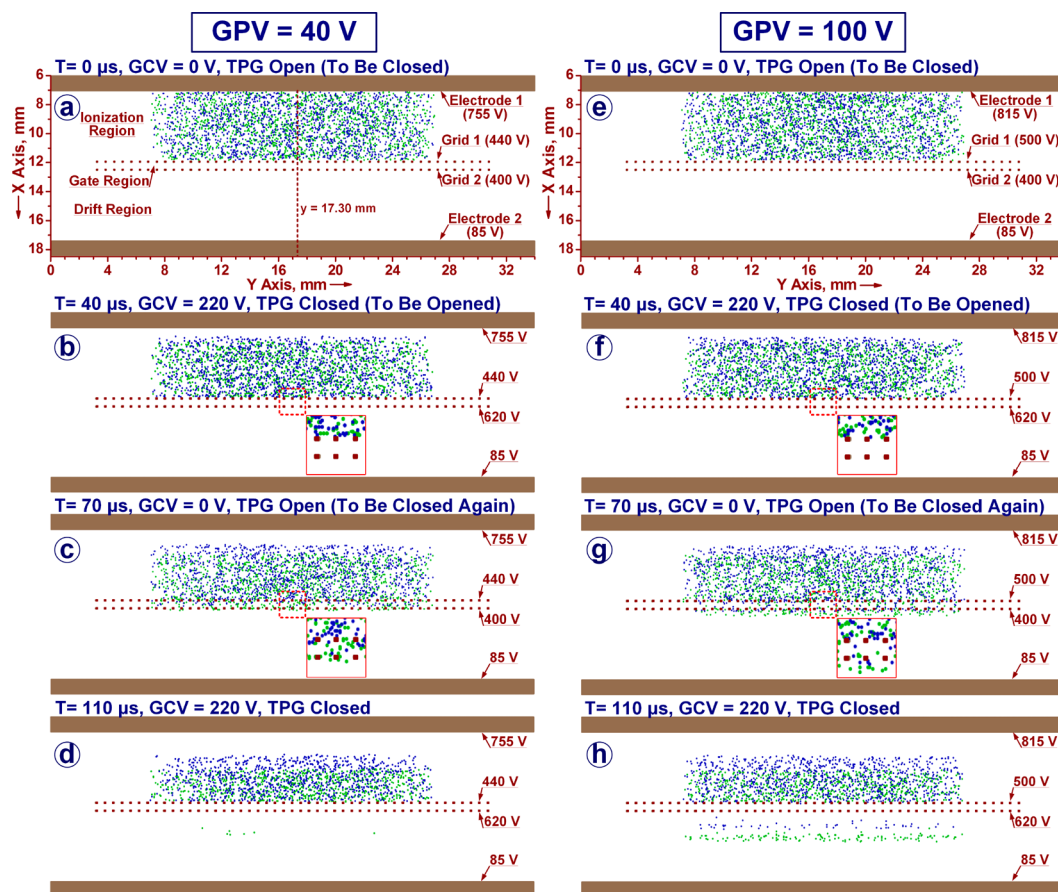 GPV = 40 V
GPV = 100 V
T= 0 µs, GCV = 0 V, TPG Open (To Be Closed)
6
8
10
12
14
16
18
X Axis, mm
a
Ionization
Region
Electrode 1
(755 V)
Grid 1 (440 V)
Gate Region
Grid 2 (400 V)
Drift Region
y = 17.30 mm
Electrode 2
(85 V)
0
4
8
12
16
20
24
28
32
Y Axis, mm
T= 40 µs, GCV = 220 V, TPG Closed (To Be Opened)
b
755 V
440 V
620 V
85 V
T= 70 µs, GCV = 0 V, TPG Open (To Be Closed Again)
c
755 V
440 V
400 V
85 V
T= 110 µs, GCV = 220 V, TPG Closed
d
755 V
440 V
620 V
85 V
T= 0 µs, GCV = 0 V, TPG Open (To Be Closed)
6
8
10
12
14
16
18
X Axis, mm
e
Electrode 1
(815 V)
Grid 1 (500 V)
Grid 2 (400 V)
Electrode 2
(85 V)
0
4
8
12
16
20
24
28
32
Y Axis, mm
T= 40 µs, GCV = 220 V, TPG Closed (To Be Opened)
f
815 V
500 V
620 V
85 V
T= 70 µs, GCV = 0 V, TPG Open (To Be Closed Again)
g
815 V
500 V
400 V
85 V
T= 110 µs, GCV = 220 V, TPG Closed
h
815 V
500 V
620 V
85 V